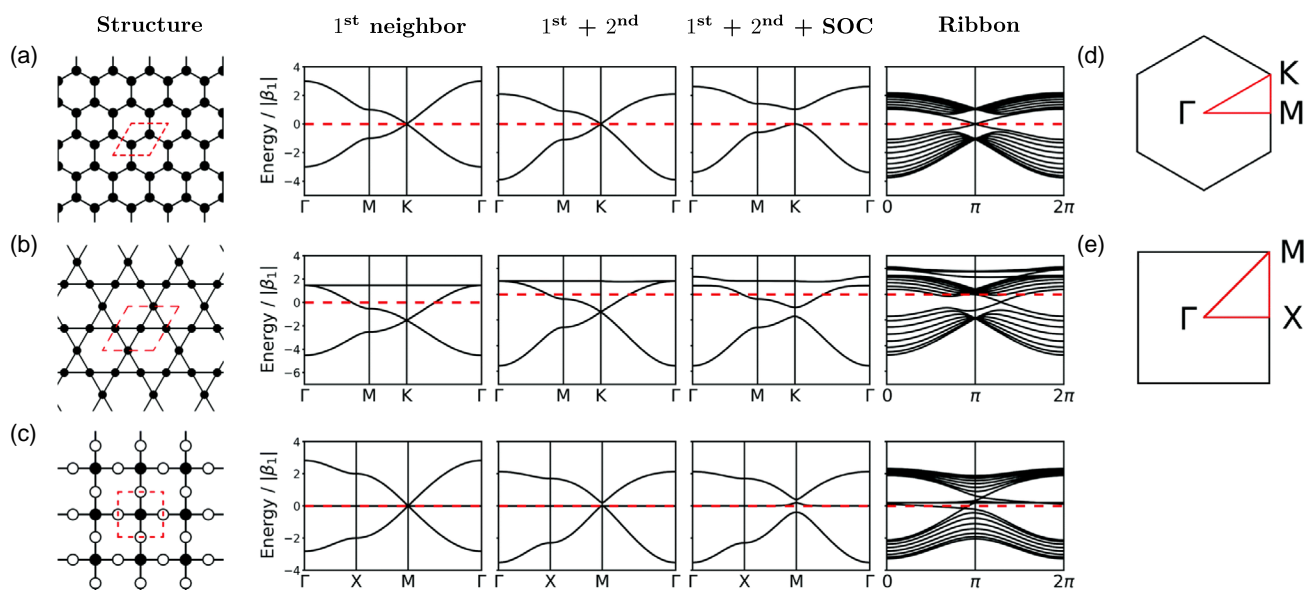 Structure 1st neighbor 1st + 2nd 1st + 2nd + SOC Ribbon
(a)
Energy / |β1|
4
2
0
−2
−4
Γ M K Γ
Γ M K Γ
Γ M K Γ
0 π 2π
(d)
K
Γ M
(b)
Energy / |β1|
4
2
0
−2
−4
−6
Γ M K Γ
Γ M K Γ
Γ M K Γ
0 π 2π
(e)
M
Γ X
(c)
Energy / |β1|
4
2
0
−2
−4
Γ X M Γ
Γ X M Γ
Γ X M Γ
0 π 2π